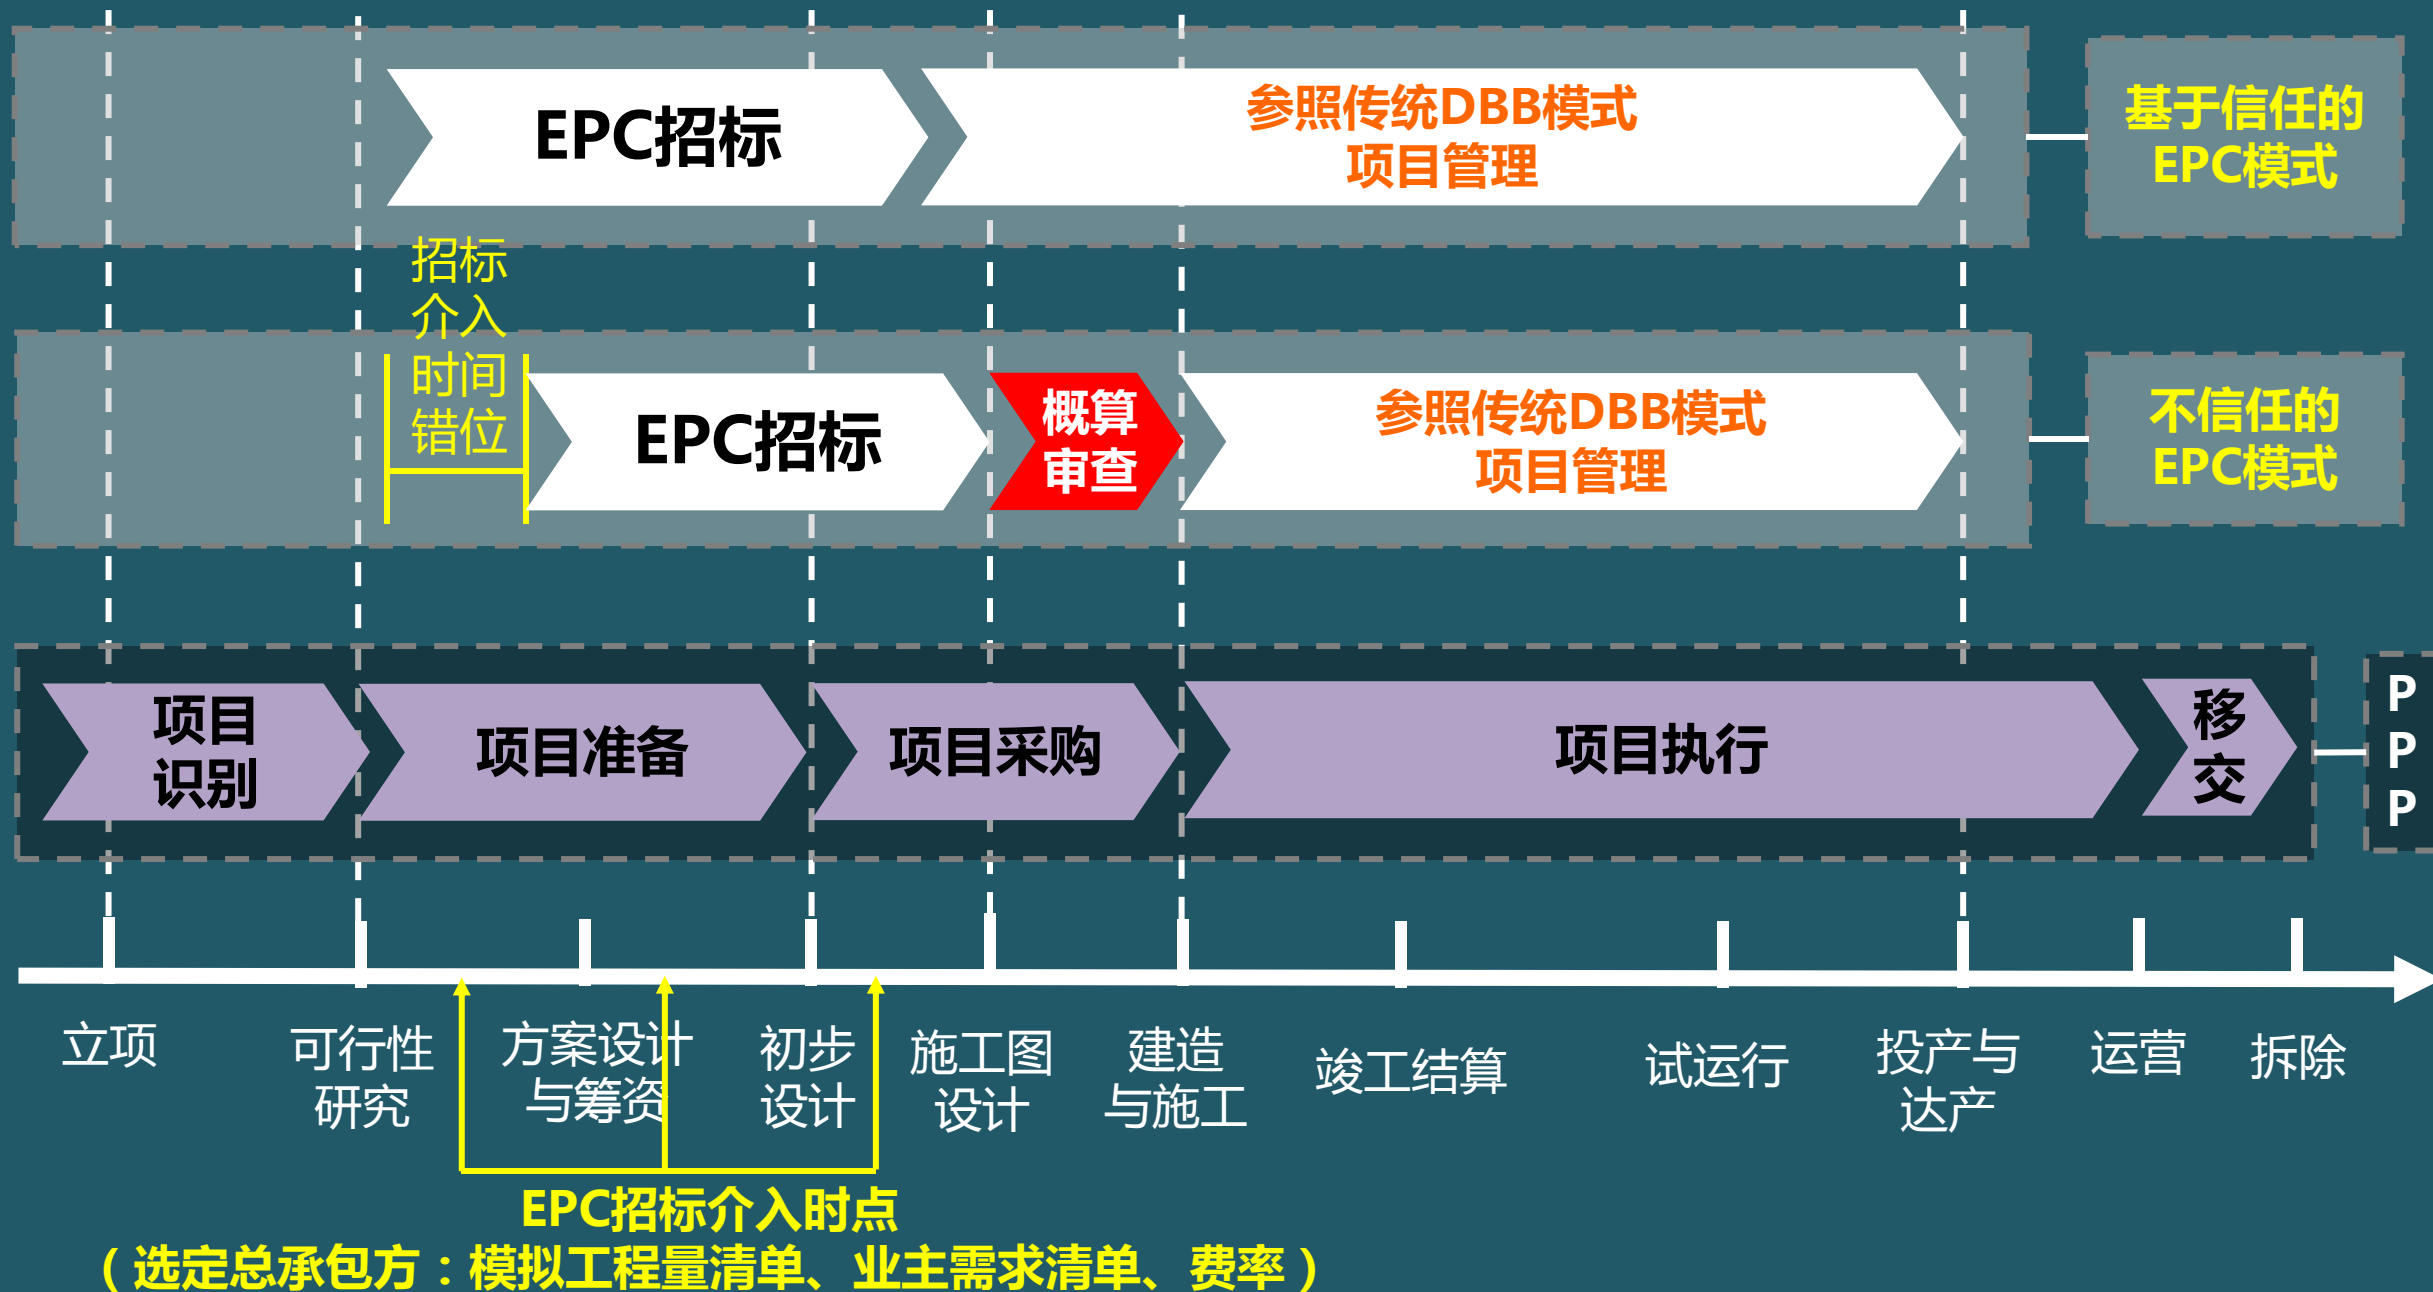 EPC招标
参照传统DBB模式
项目管理
基于信任的
EPC模式
招标
介入
时间
错位
EPC招标
概算
审查
参照传统DBB模式
项目管理
不信任的
EPC模式
项目
识别
项目准备
项目采购
项目执行
移
交
P
P
P
立项
可行性
研究
方案设计
与筹资
初步
设计
施工图
设计
建造
与施工
竣工结算
试运行
投产与
达产
运营
拆除
EPC招标介入时点
（选定总承包方：模拟工程量清单、业主需求清单、费率）